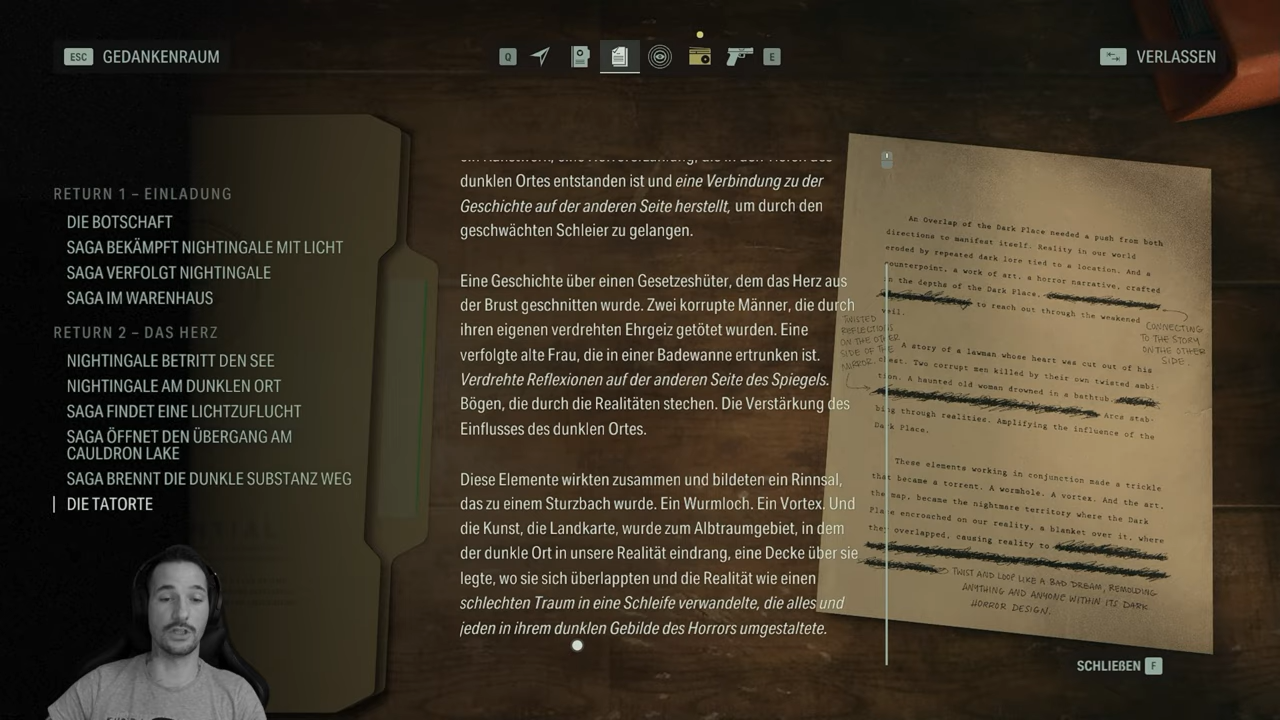 ESC GEDANKENRAUM
Q
E
VERLASSEN
RETURN 1 – EINLADUNG
DIE BOTSCHAFT
SAGA BEKÄMPFT NIGHTINGALE MIT LICHT
SAGA VERFOLGT NIGHTINGALE
SAGA IM WARENHAUS
RETURN 2 – DAS HERZ
NIGHTINGALE BETRITT DEN SEE
NIGHTINGALE AM DUNKLEN ORT
SAGA FINDET EINE LICHTZUFLUCHT
SAGA ÖFFNET DEN ÜBERGANG AM
CAULDRON LAKE
SAGA BRENNT DIE DUNKLE SUBSTANZ WEG
DIE TATORTE
dunklen Ortes entstanden ist und eine Verbindung zu der
Geschichte auf der anderen Seite herstellt, um durch den
geschwächten Schleier zu gelangen.
Eine Geschichte über einen Gesetzeshüter, dem das Herz aus
der Brust geschnitten wurde. Zwei korrupte Männer, die durch
ihren eigenen verdrehten Ehrgeiz getötet wurden. Eine
verfolgte alte Frau, die in einer Badewanne ertrunken ist.
Verdrehte Reflexionen auf der anderen Seite des Spiegels.
Bögen, die durch die Realitäten stechen. Die Verstärkung des
Einflusses des dunklen Ortes.
Diese Elemente wirkten zusammen und bildeten ein Rinnsal,
das zu einem Sturzbach wurde. Ein Wurmloch. Ein Vortex. Und
die Kunst, die Landkarte, wurde zum Albtraumgebiet, in dem
der dunkle Ort in unsere Realität eindrang, eine Decke über sie
legte, wo sie sich überlappten und die Realität wie einen
schlechten Traum in eine Schleife verwandelte, die alles und
jeden in ihrem dunklen Gebilde des Horrors umgestaltete.
An Overlap of the Dark Place needed a push from both
directions to manifest itself. Reality in our world
eroded by repeated dark lore tied to a location. And a
counterpoint, a work of art, a horror narrative, crafted
in the depths of the Dark Place,
to reach out through the weakened
veil.
CONNECTING
TO THE STORY
ON THE OTHER
SIDE.
TWISTED
REFLECTIONS
ON THE OTHER
SIDE OF THE
MIRROR.
A story of a lawman whose heart was cut out of his
chest. Two corrupt men killed by their own twisted ambi-
tion. A haunted old woman drowned in a bathtub.
Arcs stab-
bing through realities. Amplifying the influence of the
Dark Place.
These elements working in conjunction made a trickle
that became a torrent. A wormhole. A vortex. And the art,
the map, became the nightmare territory where the Dark
Place encroached on our reality, a blanket over it, where
they overlapped, causing reality to
TWIST AND LOOP LIKE A BAD DREAM, REMOLDING
ANYTHING AND ANYONE WITHIN ITS DARK
HORROR DESIGN.
SCHLIEẞEN F